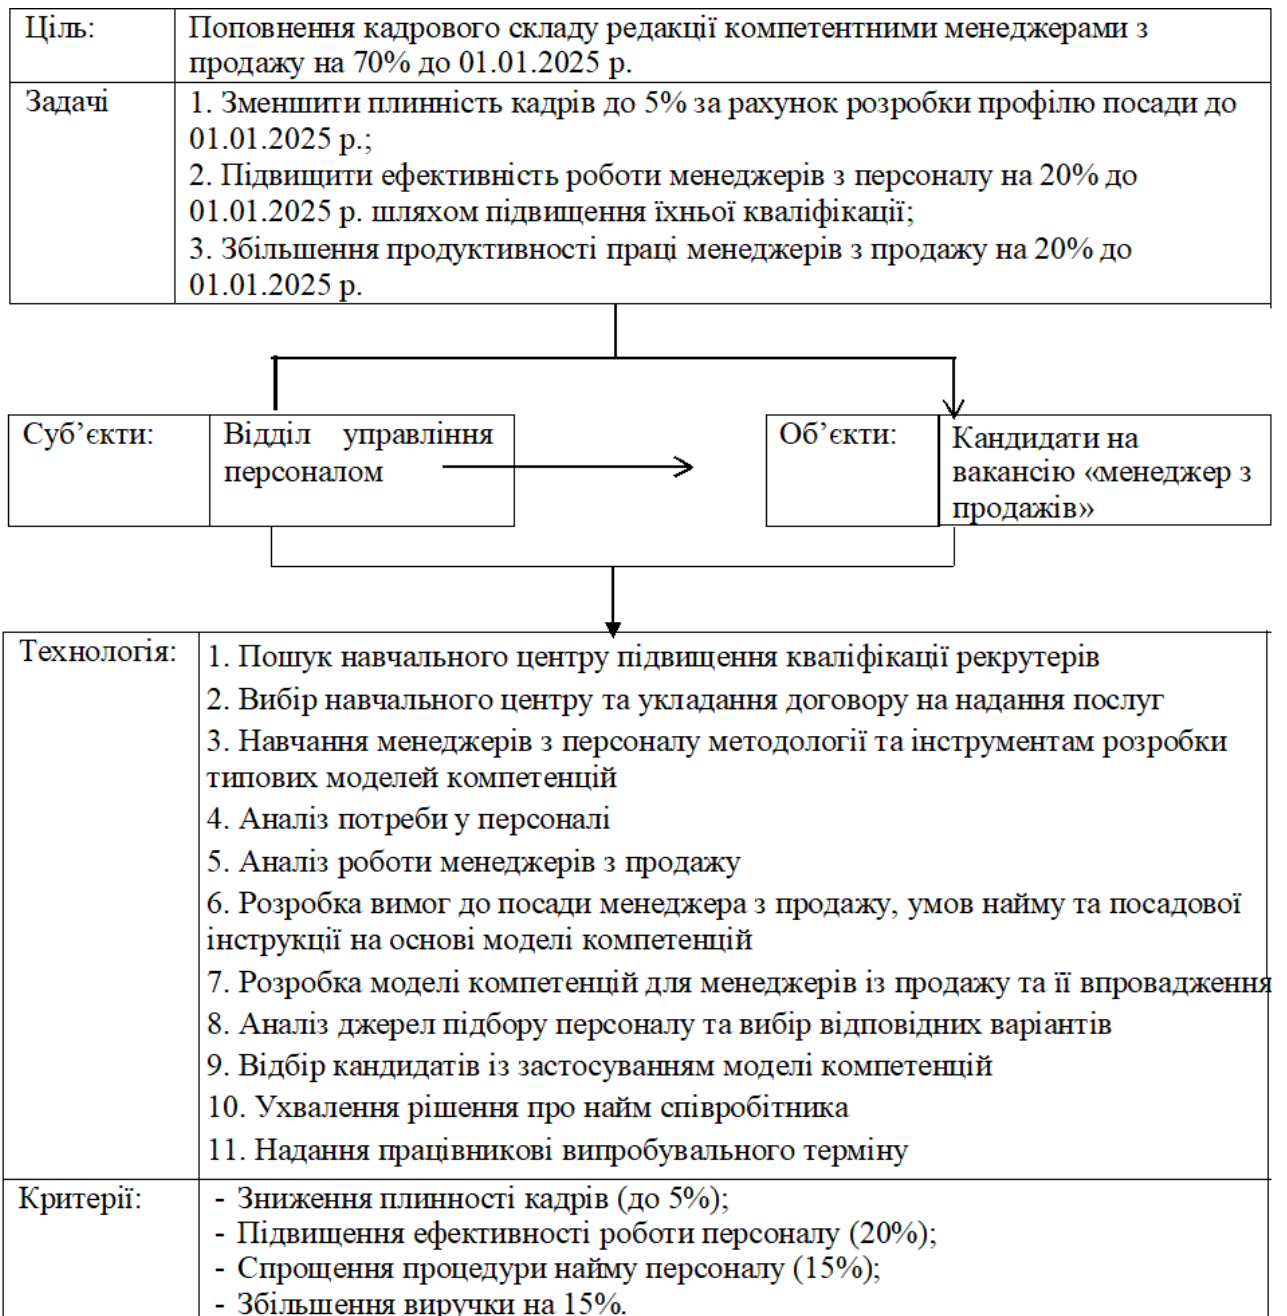 Ціль:
Поповнення кадрового складу редакції компетентними менеджерами з
продажу на 70% до 01.01.2025 р.
Задачі
1. Зменшити плинність кадрів до 5% за рахунок розробки профілю посади до
01.01.2025 р.;
2. Підвищити ефективність роботи менеджерів з персоналу на 20% до
01.01.2025 р. шляхом підвищення їхньої кваліфікації;
3. Збільшення продуктивності праці менеджерів з продажу на 20% до
01.01.2025 р.
Суб’єкти:
Відділ управління
персоналом
Об’єкти:
Кандидати на
вакансію «менеджер з
продажів»
Технологія:
1. Пошук навчального центру підвищення кваліфікації рекрутерів
2. Вибір навчального центру та укладання договору на надання послуг
3. Навчання менеджерів з персоналу методології та інструментам розробки
типових моделей компетенцій
4. Аналіз потреби у персоналі
5. Аналіз роботи менеджерів з продажу
6. Розробка вимог до посади менеджера з продажу, умов найму та посадової
інструкції на основі моделі компетенцій
7. Розробка моделі компетенцій для менеджерів із продажу та її впровадження
8. Аналіз джерел підбору персоналу та вибір відповідних варіантів
9. Відбір кандидатів із застосуванням моделі компетенцій
10. Ухвалення рішення про найм співробітника
11. Надання працівникові випробувального терміну
Критерії:
- Зниження плинності кадрів (до 5%);
- Підвищення ефективності роботи персоналу (20%);
- Спрощення процедури найму персоналу (15%);
- Збільшення виручки на 15%.